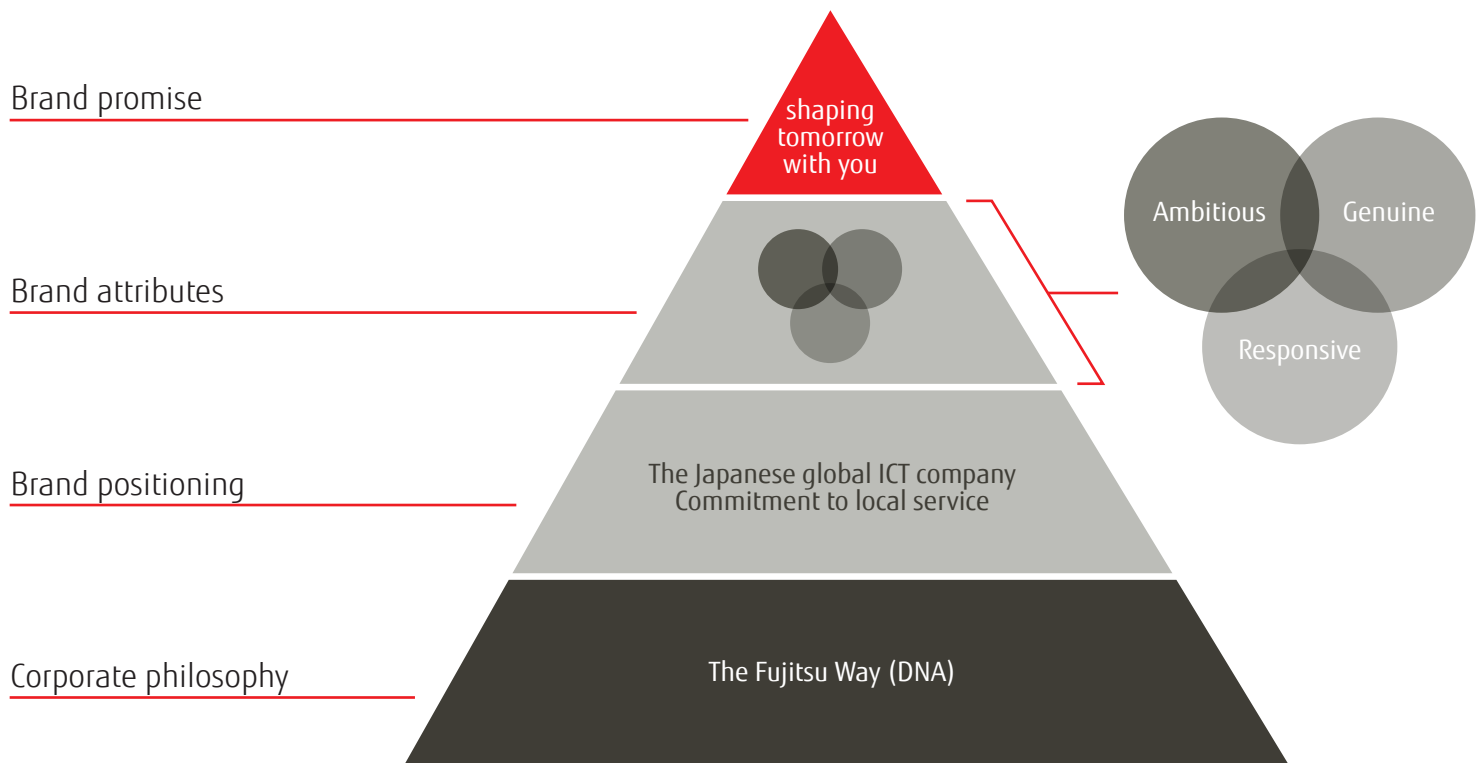 Brand promise
shaping
tomorrow
with you
Ambitious
Genuine
Responsive
Brand attributes
Brand positioning
The Japanese global ICT company
Commitment to local service
Corporate philosophy
The Fujitsu Way (DNA)